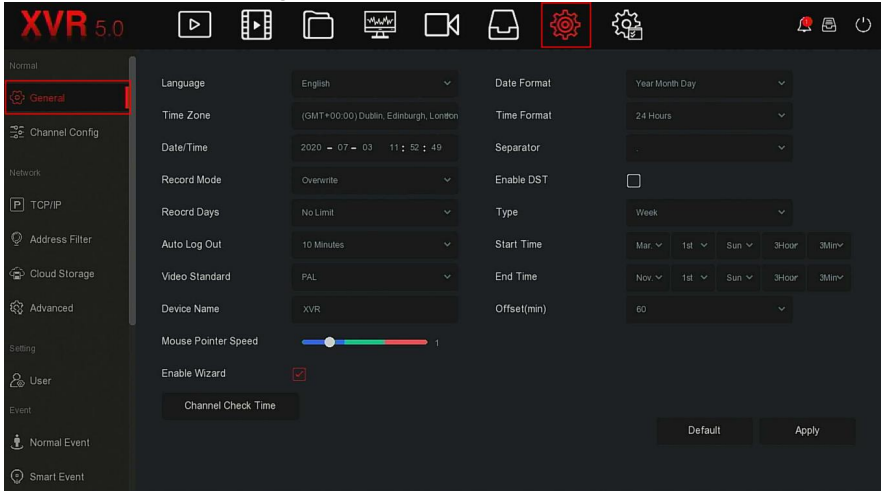 XVR 5.0
Normal
General
Channel Config
Network
P TCP/IP
Address Filter
Cloud Storage
Advanced
Setting
User
Event
Normal Event
Smart Event
Language English
Time Zone (GMT+00:00) Dublin, Edinburgh, London
Date/Time 2020 - 07 - 03 11 : 52 : 49
Record Mode Overwrite
Reocrd Days No Limit
Auto Log Out 10 Minutes
Video Standard PAL
Device Name XVR
Mouse Pointer Speed 1
Enable Wizard
Channel Check Time
Date Format Year Month Day
Time Format 24 Hours
Separator .
Enable DST
Type Week
Start Time Mar. 1st Sun 3Hour 3Min
End Time Nov. 1st Sun 3Hour 3Min
Offset(min) 60
Default Apply